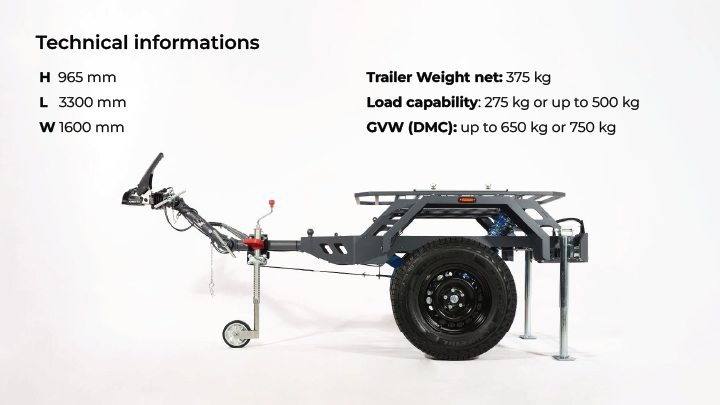 Technical informations
H 965 mm
L 3300 mm
W 1600 mm
Trailer Weight net: 375 kg
Load capability: 275 kg or up to 500 kg
GVW (DMC): up to 650 kg or 750 kg